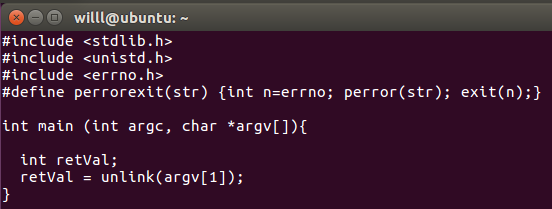 willl@ubuntu: ~
#include <stdlib.h>
#include <unistd.h>
#include <errno.h>
#define perrorexit(str) {int n=errno; perror(str); exit(n);}

int main (int argc, char *argv[]){

  int retVal;
  retVal = unlink(argv[1]);
}